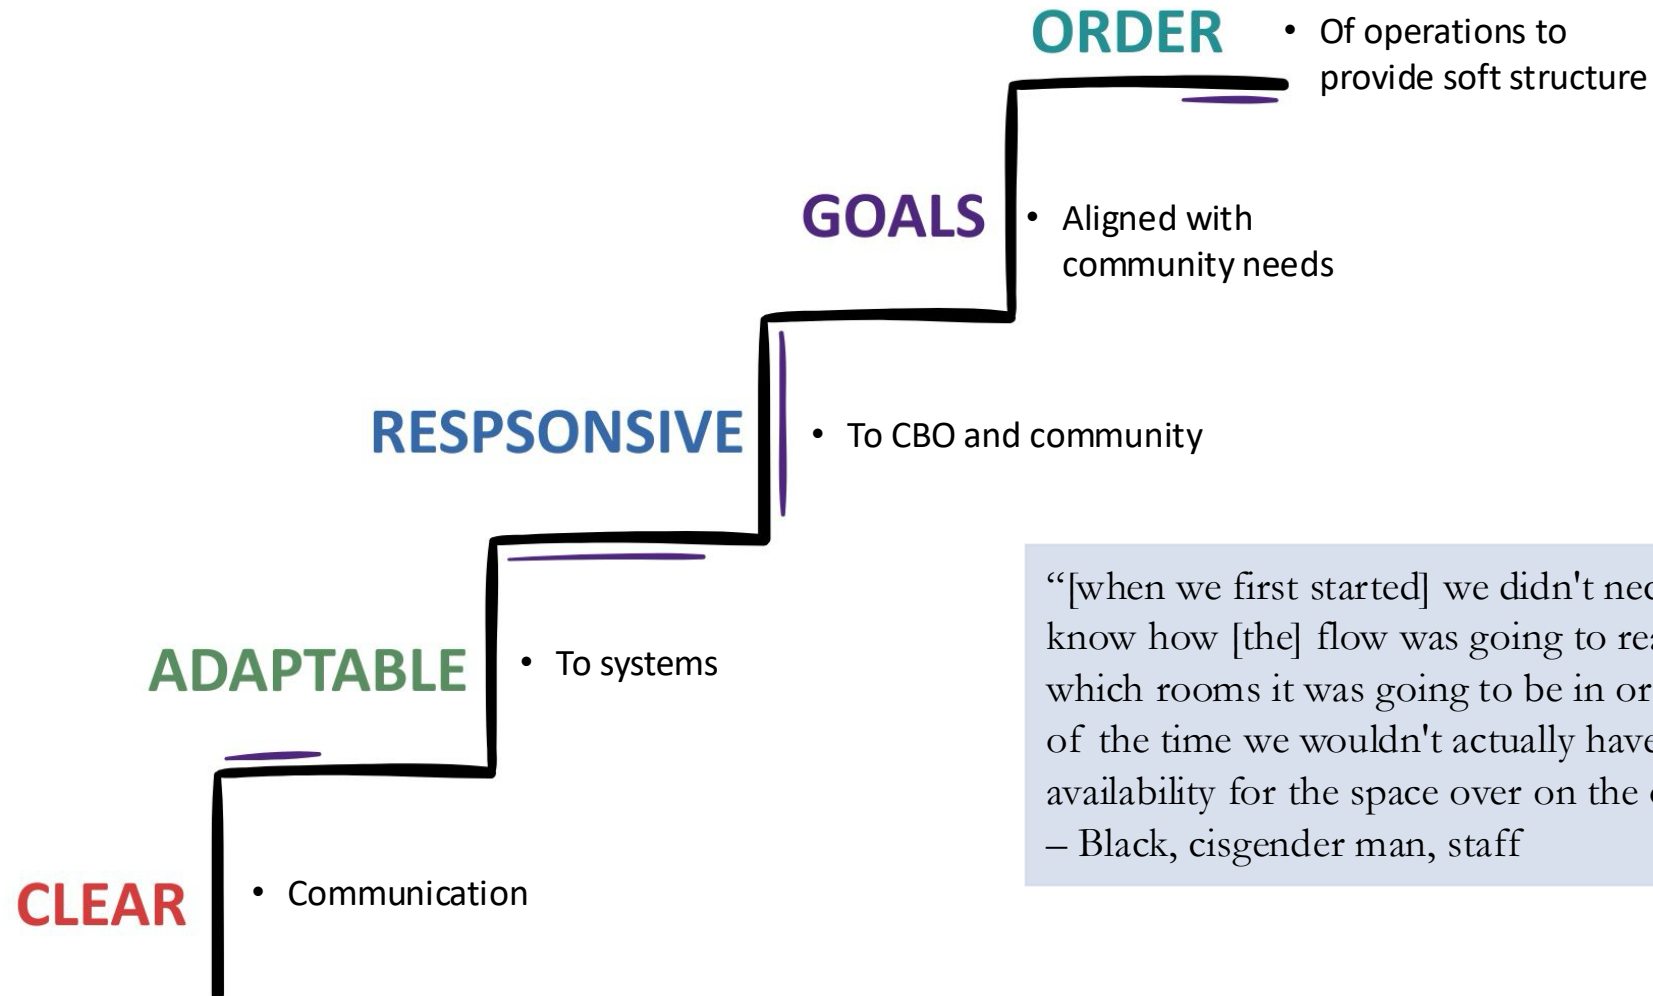 ORDER
• Of operations to
provide soft structure
GOALS
• Aligned with
community needs
RESPSONSIVE
• To CBO and community
ADAPTABLE
• To systems
CLEAR
• Communication
“[when we first started] we didn't
know how [the] flow was going to
which rooms it was going to be in or
of the time we wouldn't actually have
availability for the space over on the
– Black, cisgender man, staff